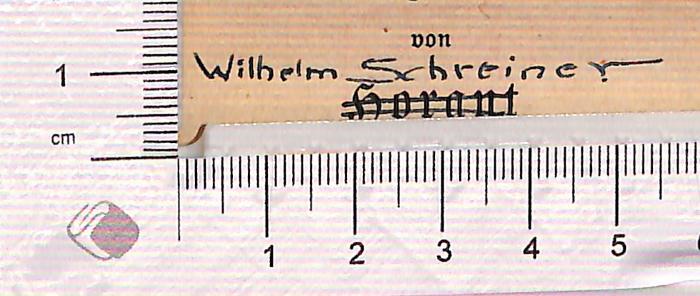 von
Wilhelm Schreiner
Horant
1
cm
1 2 3 4 5